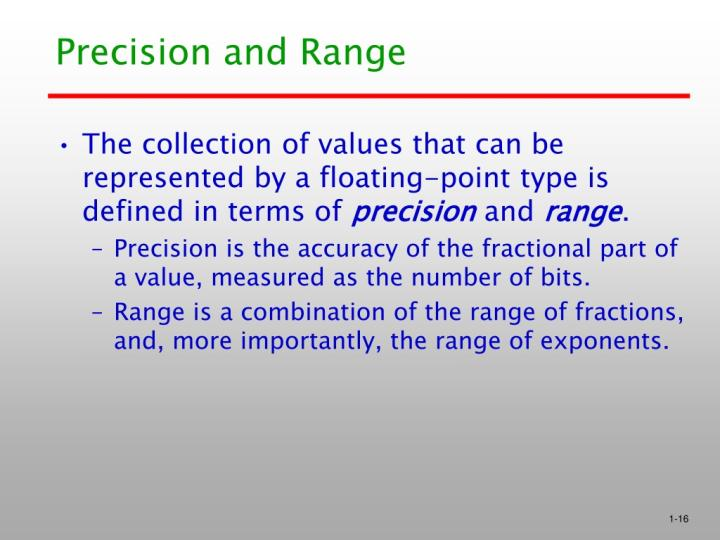 Precision and Range
• The collection of values that can be
represented by a floating-point type is
defined in terms of precision and range.
– Precision is the accuracy of the fractional part of
a value, measured as the number of bits.
– Range is a combination of the range of fractions,
and, more importantly, the range of exponents.
1-16